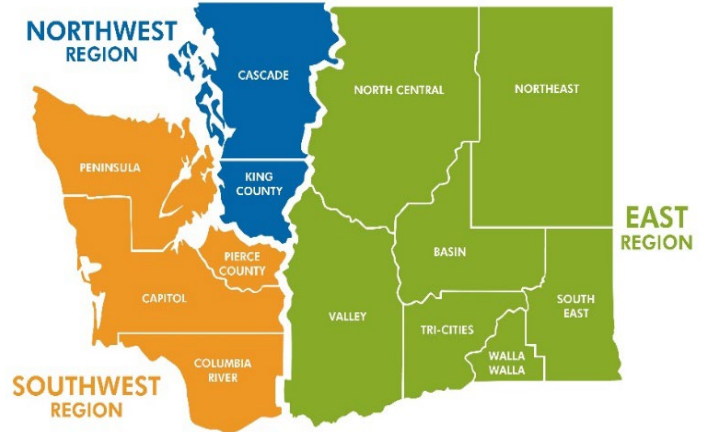 NORTHWEST
REGION
CASCADE
NORTH CENTRAL
NORTHEAST
PENINSULA
KING
COUNTY
EAST
REGION
PIERCE
COUNTY
BASIN
CAPITOL
VALLEY
SOUTH
EAST
TRI-CITIES
COLUMBIA
RIVER
WALLA
WALLA
SOUTHWEST
REGION